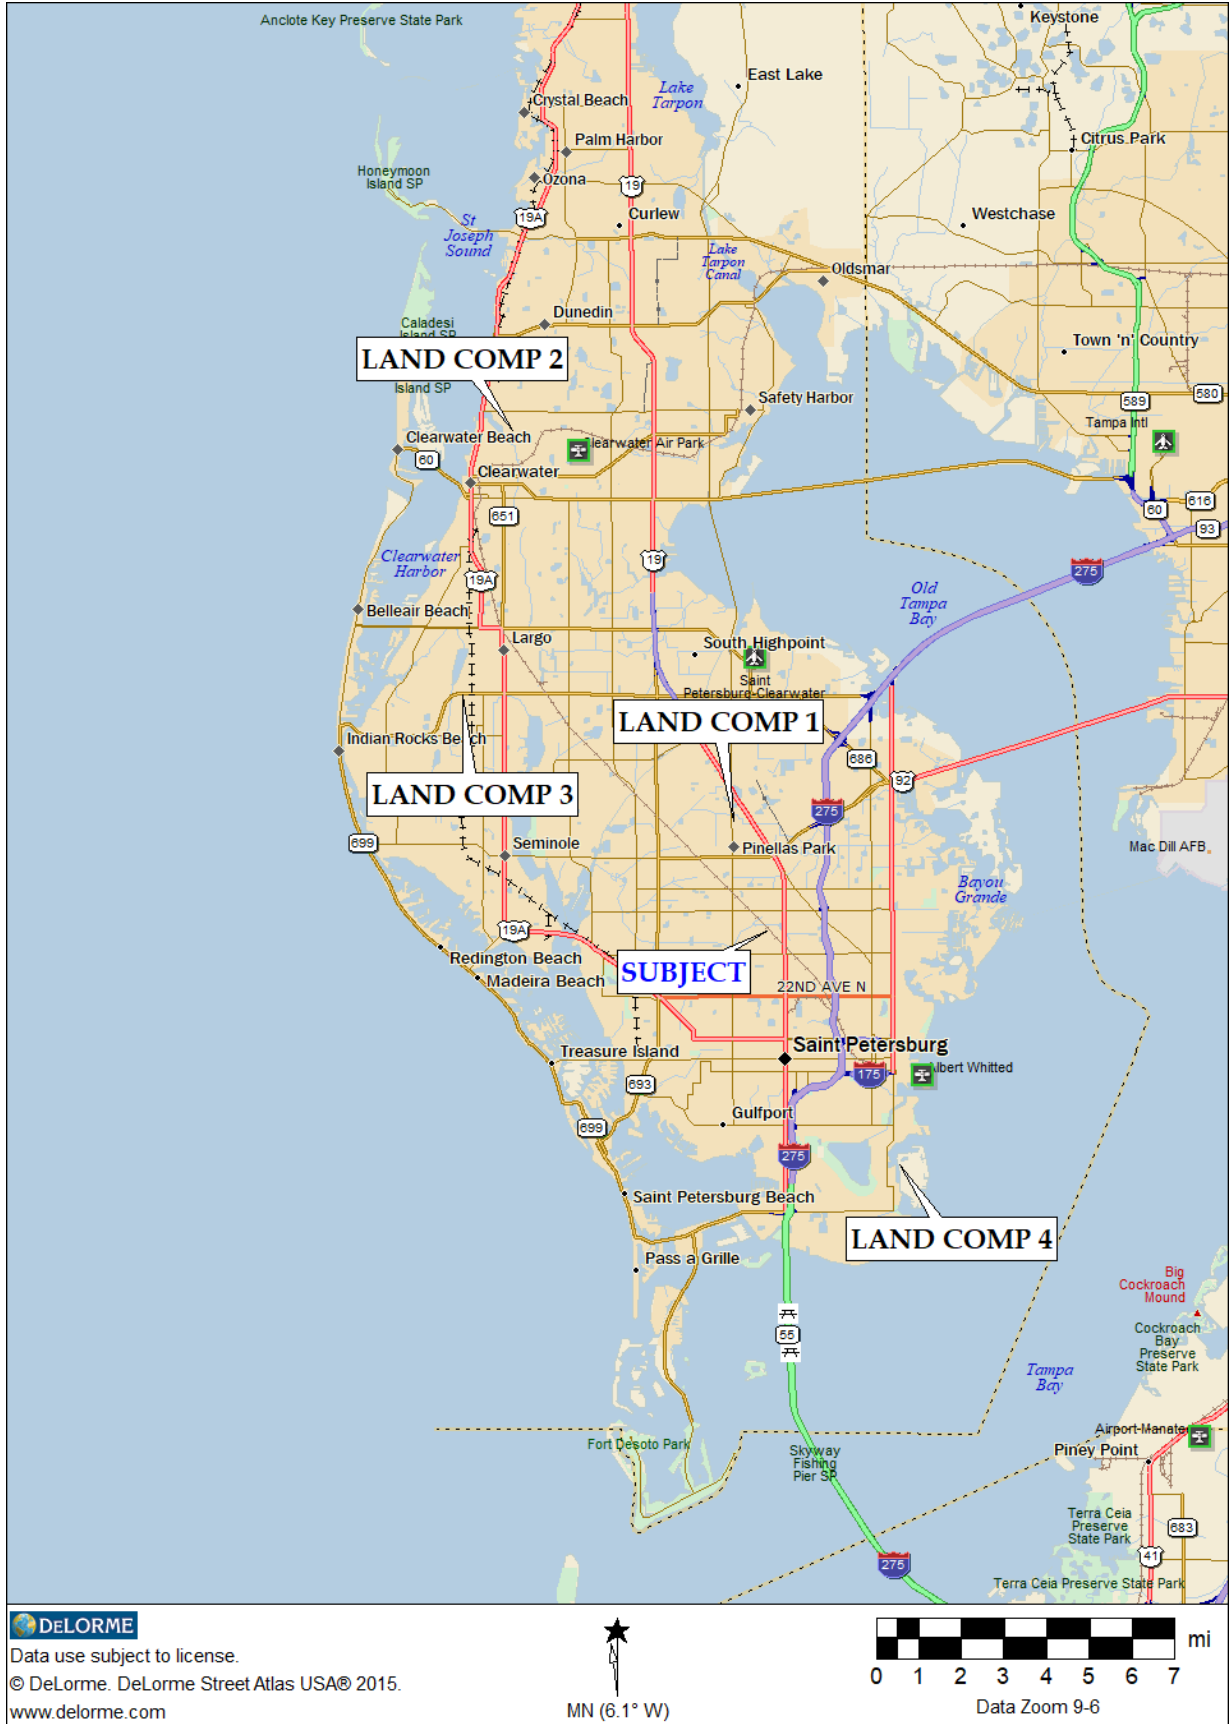 Anclote Key Preserve State Park
Keystone
East Lake
Lake
Tarpon
Crystal Beach
Palm Harbor
Citrus Park
Honeymoon
Island SP
Ozona
19
19A
Curlew
Westchase
St
Joseph
Sound
Lake
Tarpon
Canal
Oldsmar
Dunedin
Caladesi
Island SP
Town 'n' Country
LAND COMP 2
Island SP
Safety Harbor
589
580
Tampa Intl
Clearwater Beach
Clearwater Air Park
60
Clearwater
651
60
616
93
Clearwater
Harbor
19
19A
275
Old
Tampa
Bay
Belleair Beach
Largo
South Highpoint
Saint
Petersburg-Clearwater
LAND COMP 1
Indian Rocks Beach
686
92
LAND COMP 3
275
699
Seminole
Pinellas Park
Mac Dill AFB
Bayou
Grande
19A
Redington Beach
SUBJECT
Madeira Beach
22ND AVE N
Saint Petersburg
Treasure Island
693
175
Albert Whitted
Gulfport
699
275
Saint Petersburg Beach
LAND COMP 4
Pass a Grille
Big
Cockroach
Mound
55
Cockroach
Bay
Preserve
State Park
Tampa
Bay
Fort Desoto Park
Skyway
Fishing
Pier SP
Airport-Manatee
Piney Point
Terra Ceia
Preserve
State Park
683
41
275
Terra Ceia Preserve State Park
DELORME
Data use subject to license.
© DeLorme. DeLorme Street Atlas USA® 2015.
www.delorme.com
MN (6.1° W)
mi
0 1 2 3 4 5 6 7
Data Zoom 9-6